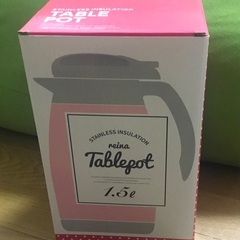 STAINLESS INSULATION
TABLE
POT
STAINLESS INSULATION
reina
Tablepot
1.5ℓ